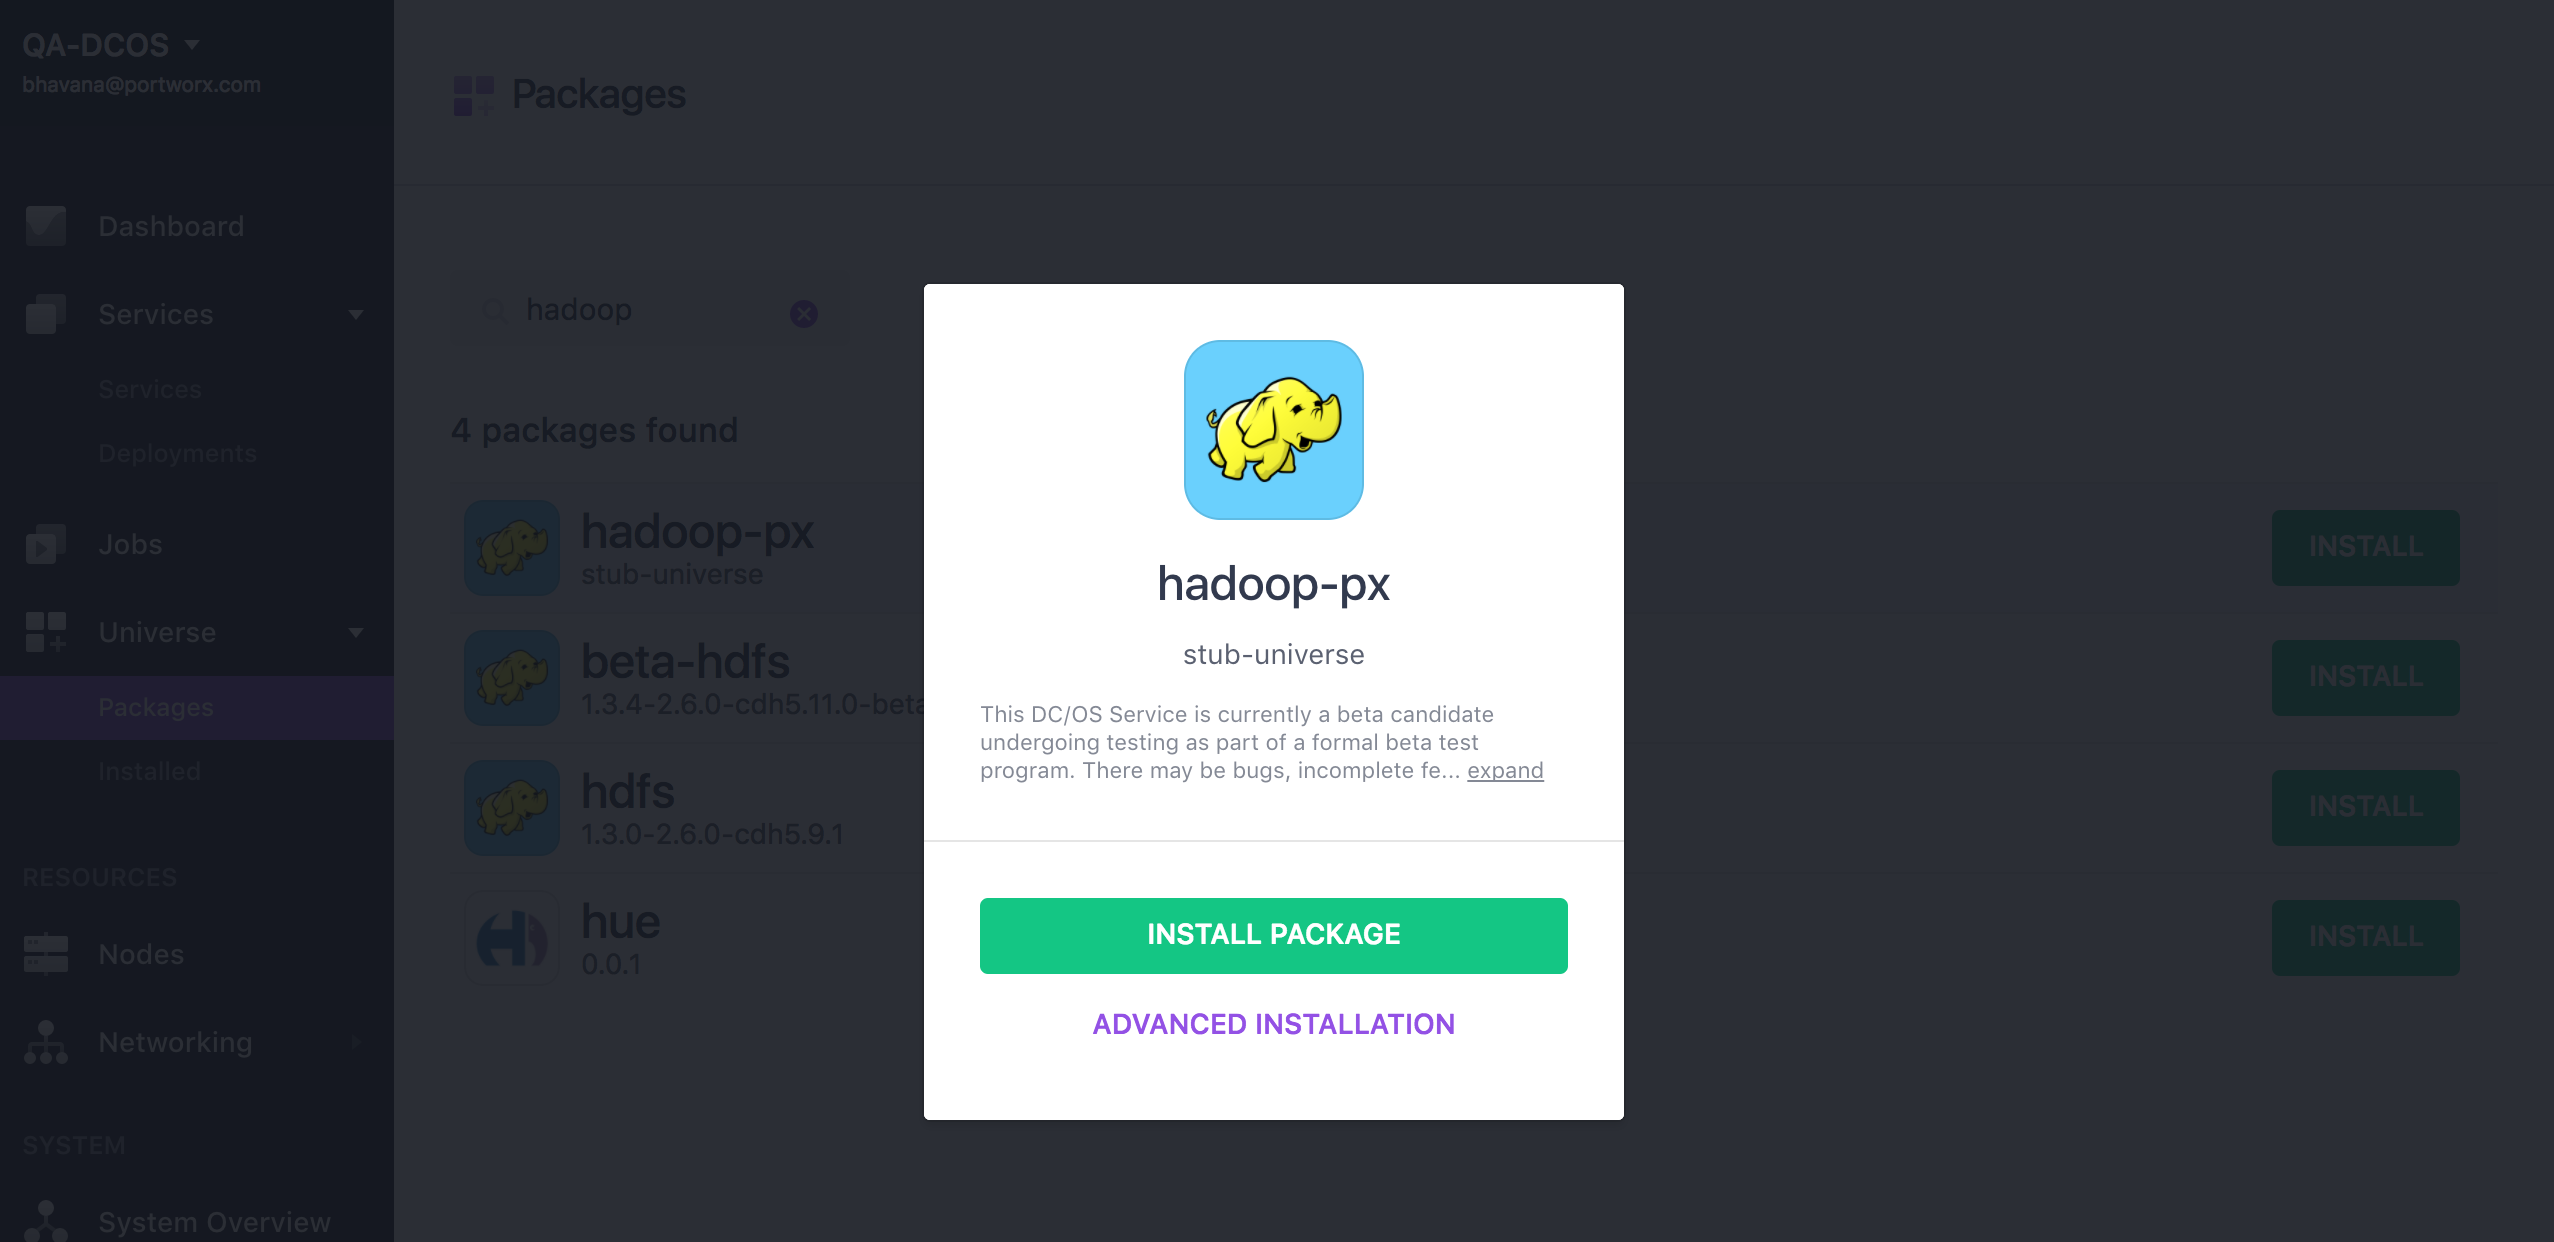 QA-DCOS
bhavana@portworx.com
Dashboard
Services
Services
Deployments
Jobs
Universe
Packages
Installed
RESOURCES
Nodes
Networking
SYSTEM
System Overview
Packages
hadoop
4 packages found
hadoop-px
stub-universe
INSTALL
beta-hdfs
1.3.4-2.6.0-cdh5.11.0-beta
INSTALL
hdfs
1.3.0-2.6.0-cdh5.9.1
INSTALL
hue
0.0.1
INSTALL
hadoop-px
stub-universe
This DC/OS Service is currently a beta candidate
undergoing testing as part of a formal beta test
program. There may be bugs, incomplete fe... expand
INSTALL PACKAGE
ADVANCED INSTALLATION